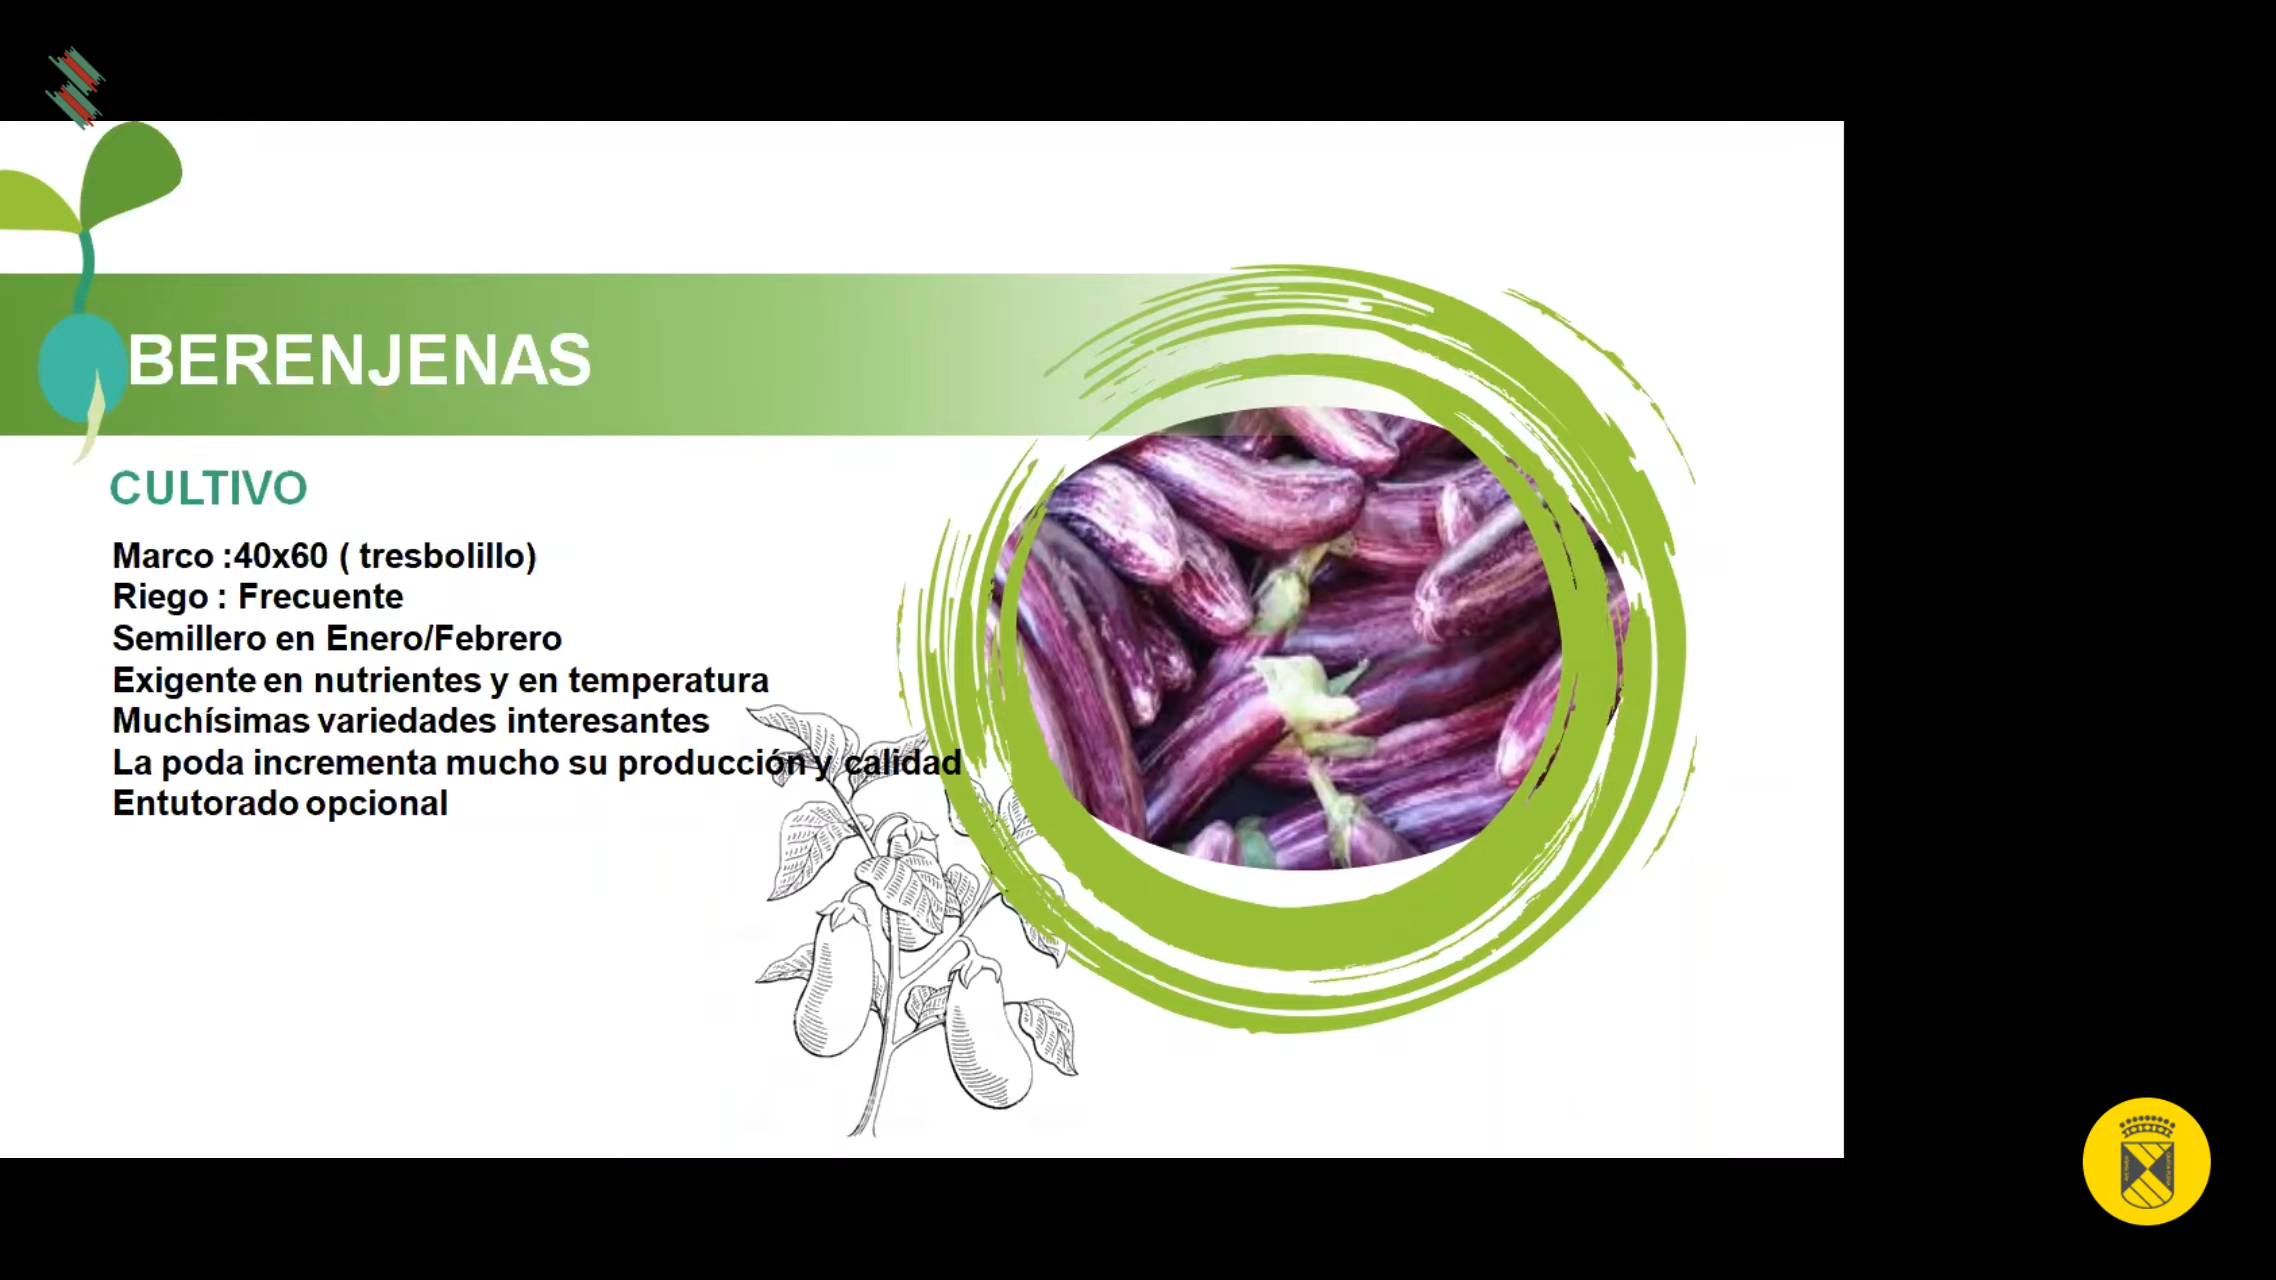 BERENJENAS
CULTIVO
Marco :40x60 ( tresbolillo)
Riego : Frecuente
Semillero en Enero/Febrero
Exigente en nutrientes y en temperatura
Muchísimas variedades interesantes
La poda incrementa mucho su producción y calidad
Entutorado opcional